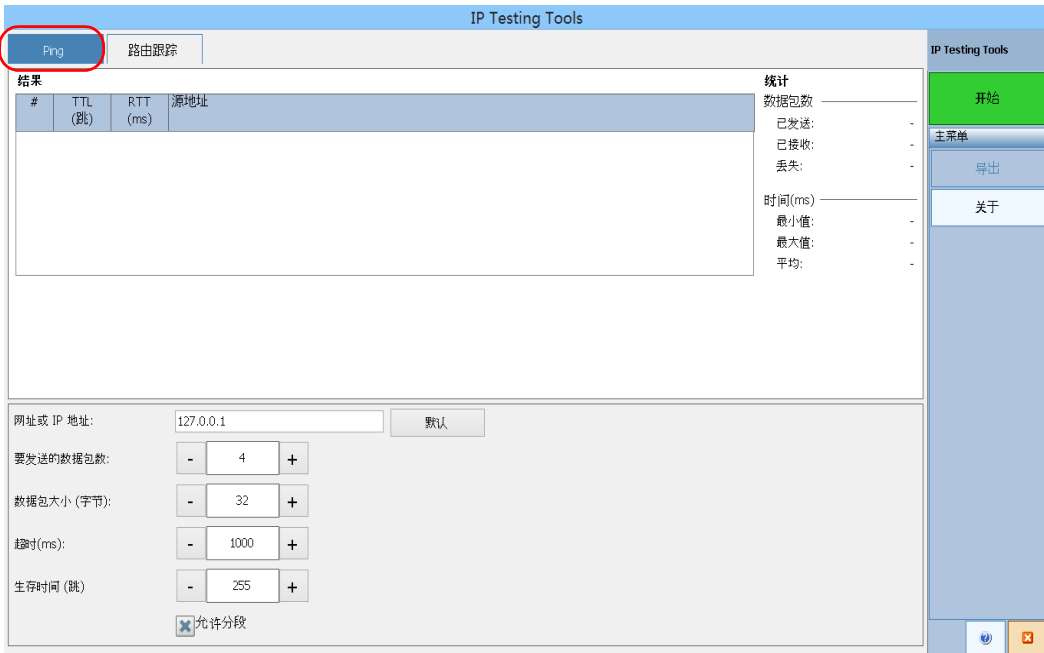 IP Testing Tools
Ping
路由跟踪
结果
# TTL RTT 源地址
(跳) (ms)
统计
数据包数
已发送: -
已接收: -
丢失: -
时间(ms)
最小值: -
最大值: -
平均: -
网址或 IP 地址: 127.0.0.1 默认
要发送的数据包数: - 4 +
数据包大小 (字节): - 32 +
超时(ms): - 1000 +
生存时间 (跳) - 255 +
允许分段
IP Testing Tools
开始
主菜单
导出
关于